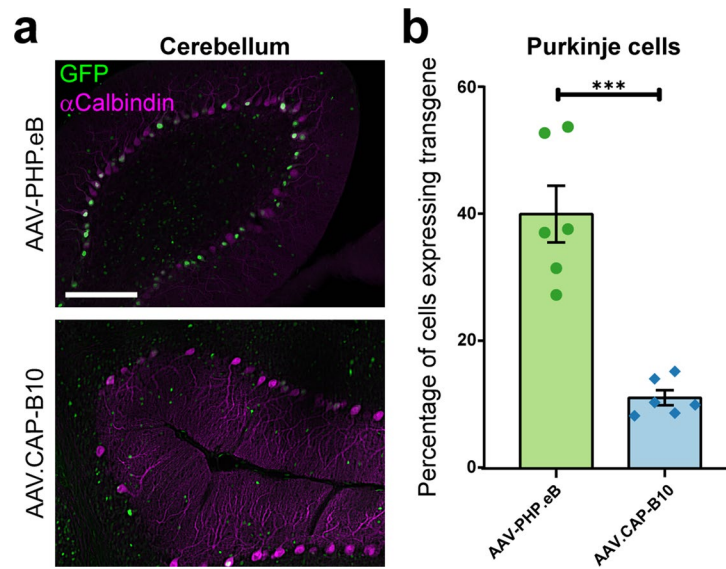 a
Cerebellum
GFP
αCalbindin
AAV-PHP.eB
AAV.CAP-B10
b
Purkinje cells
***
Percentage of cells expressing transgene
60
40
20
0
AAV-PHP.eB
AAV.CAP-B10